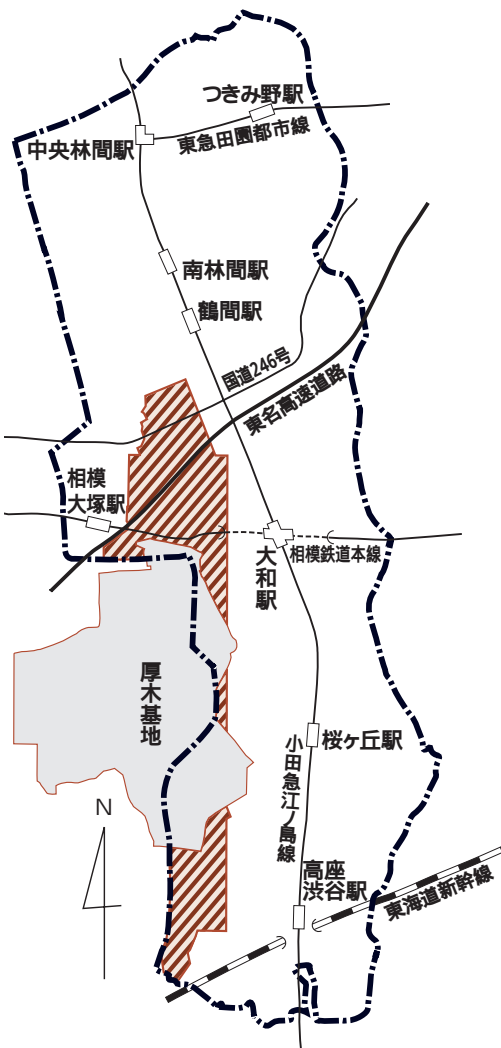 つきみ野駅
東急田園都市線
中央林間駅
南林間駅
鶴間駅
国道246号
東名高速道路
相模
大塚駅
大和駅
相模鉄道本線
厚木基地
桜ヶ丘駅
小田急江ノ島線
N
高座
渋谷駅
東海道新幹線